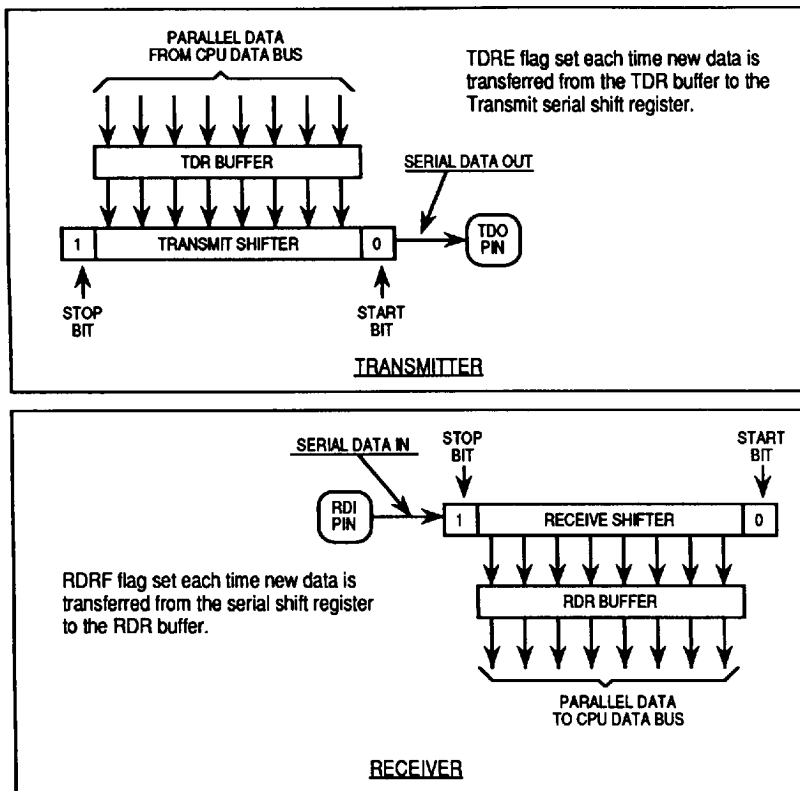 PARALLEL DATA
FROM CPU DATA BUS
TDRE flag set each time new data is
transferred from the TDR buffer to the
Transmit serial shift register.
TDR BUFFER
SERIAL DATA OUT
1
TRANSMIT SHIFTER
0
TDO
PIN
STOP
BIT
START
BIT
TRANSMITTER
SERIAL DATA IN
STOP
BIT
START
BIT
RDI
PIN
1
RECEIVE SHIFTER
0
RDRF flag set each time new data is
transferred from the serial shift register
to the RDR buffer.
RDR BUFFER
PARALLEL DATA
TO CPU DATA BUS
RECEIVER